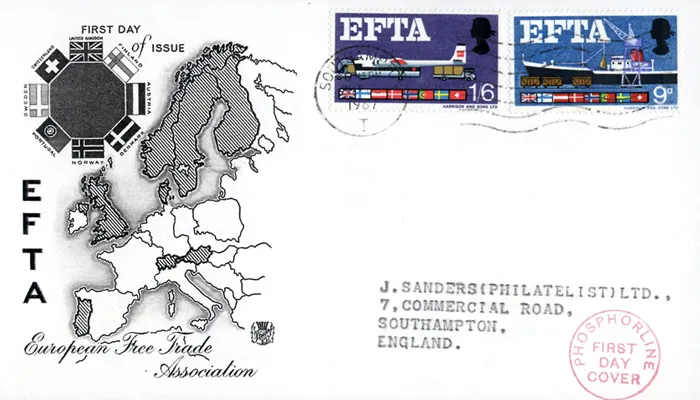 FIRST DAY
of ISSUE
UNITED KINGDOM
FINLAND
AUSTRIA
DENMARK
NORWAY
PORTUGAL
SWEDEN
SWITZERLAND
EFTA
European Free Trade
Association
EFTA
1/6
HARRISON AND SONS LTD
EFTA
9d
HARRISON AND SONS LTD
1967
T
J.SANDERS(PHILATELIST)LTD.,
7,COMMERCIAL ROAD,
SOUTHAMPTON,
ENGLAND.
PHOSPHORLINE
FIRST
DAY
COVER